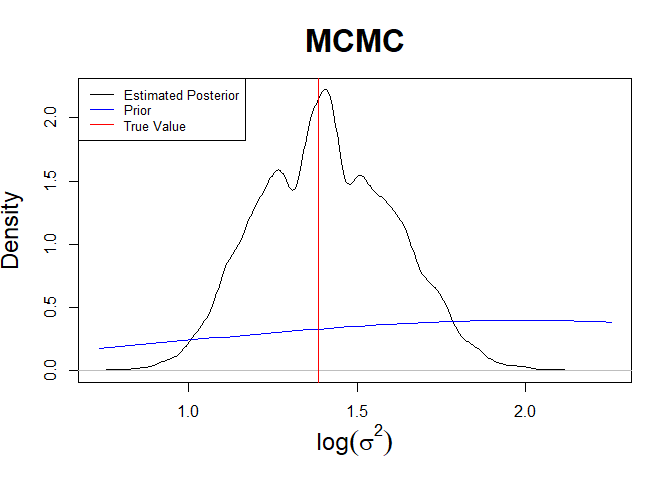 MCMC
Estimated Posterior
Prior
True Value
Density
0.0 0.5 1.0 1.5 2.0
1.0 1.5 2.0
log(σ²)